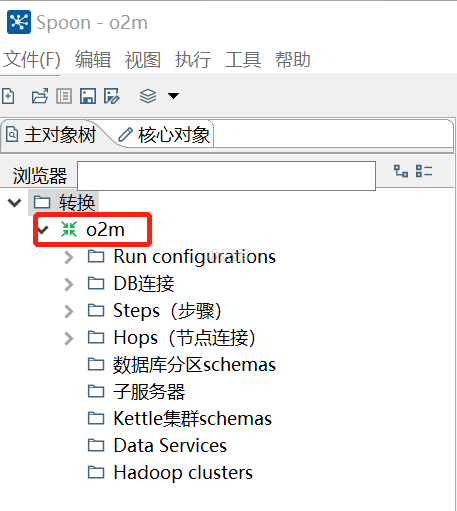 Spoon - o2m
文件(F) 编辑 视图 执行 工具 帮助
主对象树 核心对象
浏览器
转换
o2m
Run configurations
DB连接
Steps（步骤）
Hops（节点连接）
数据库分区schemas
子服务器
Kettle集群schemas
Data Services
Hadoop clusters